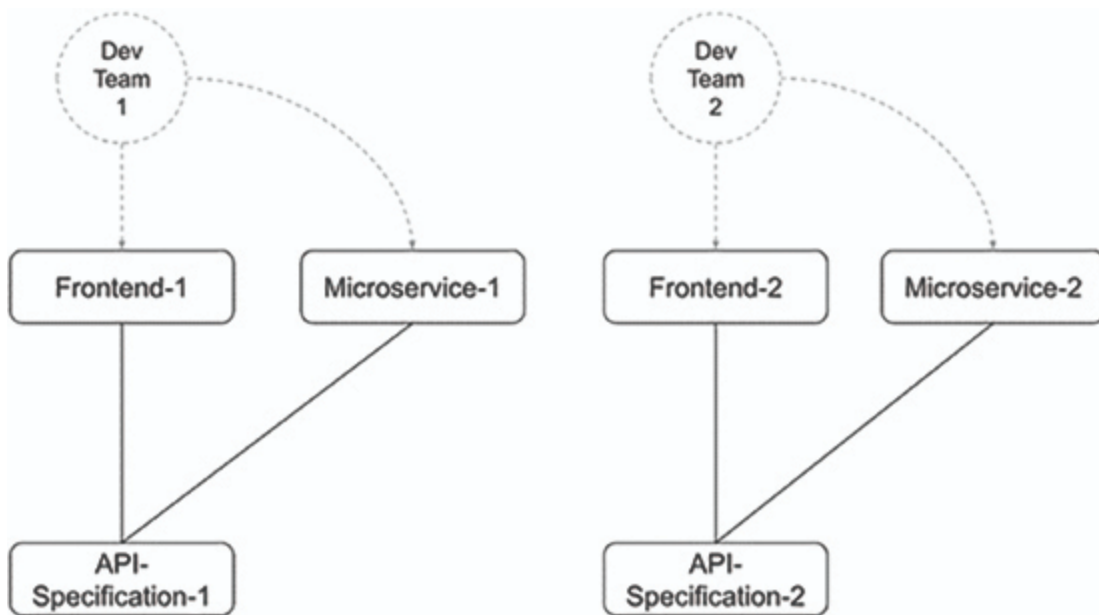 Dev
Team
1
Dev
Team
2
Frontend-1
Microservice-1
Frontend-2
Microservice-2
API-
Specification-1
API-
Specification-2